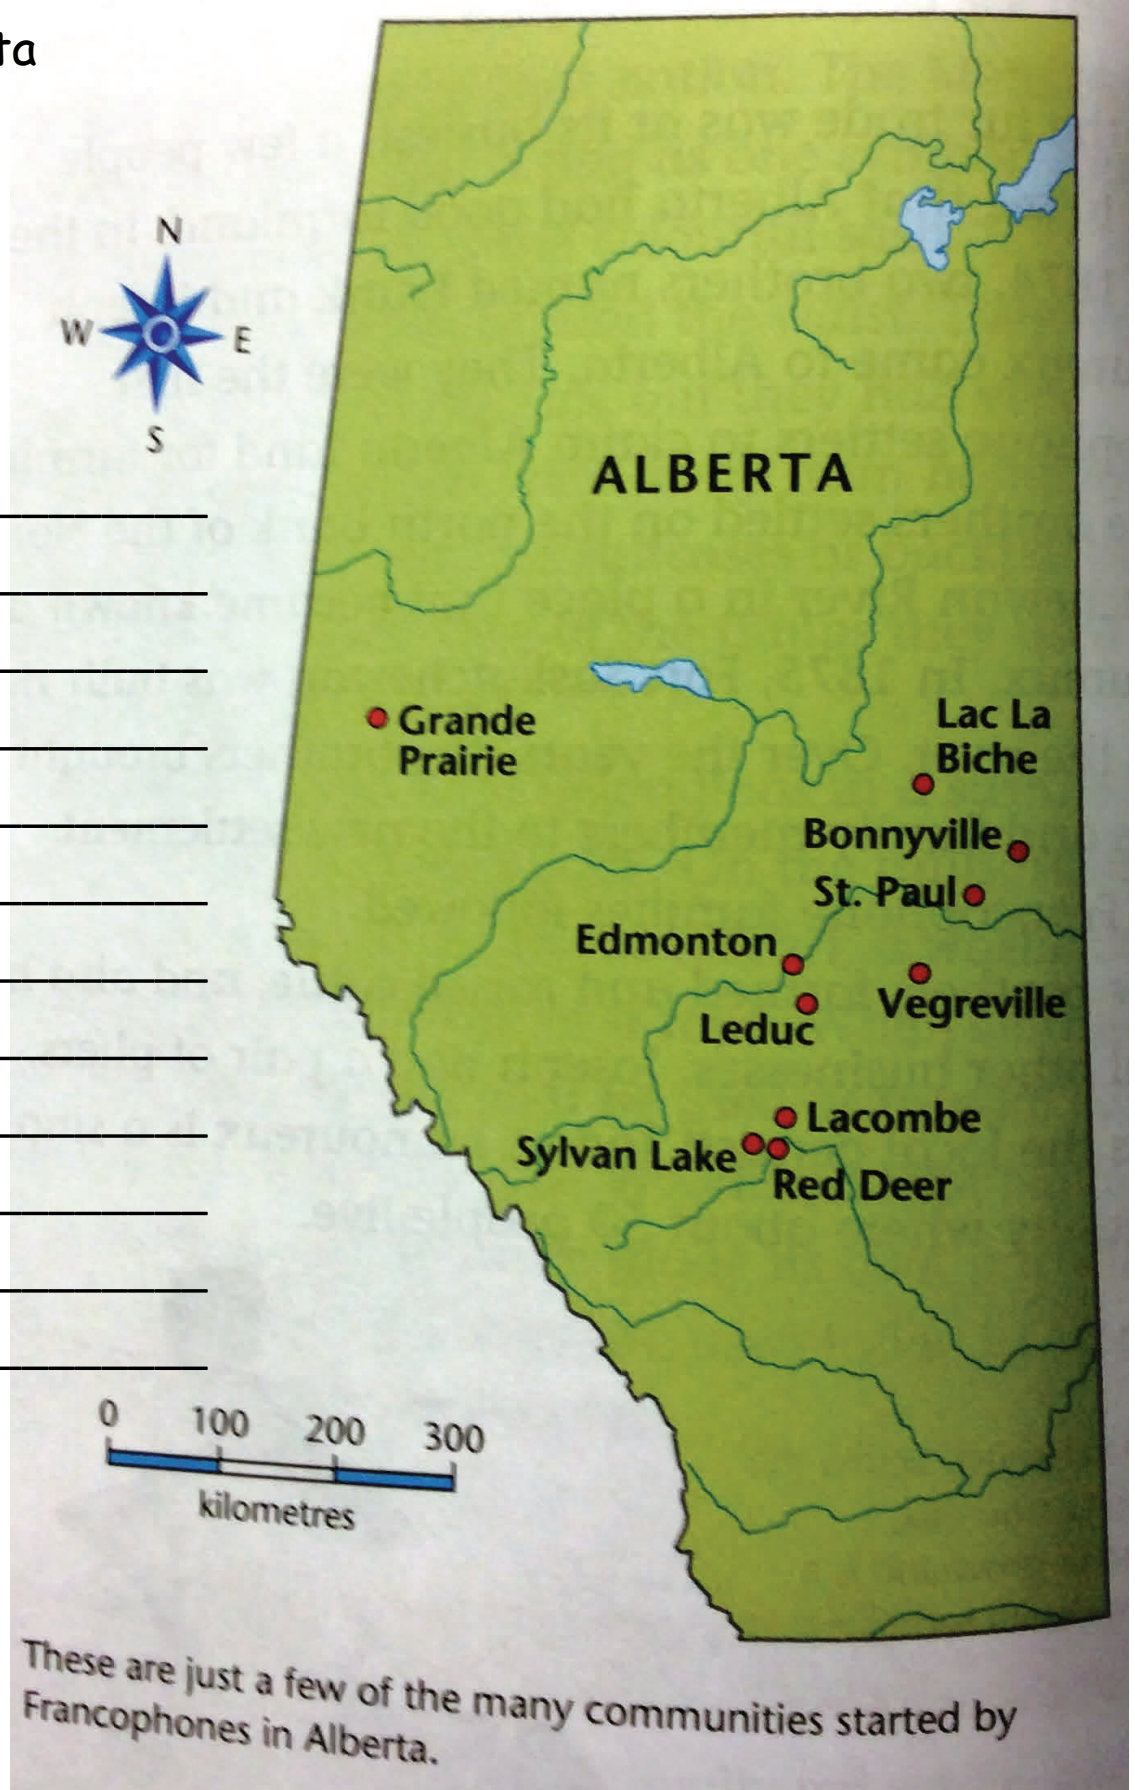 ta
N
W E
S
ALBERTA
Grande
Prairie
Lac La
Biche
Bonnyville
St. Paul
Edmonton
Vegreville
Leduc
Lacombe
Sylvan Lake
Red Deer
0 100 200 300
kilometres
These are just a few of the many communities started by
Francophones in Alberta.